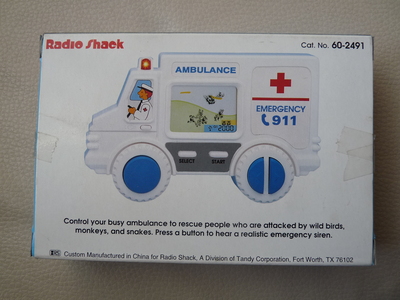 Radio Shack
Cat. No. 60-2491
AMBULANCE
EMERGENCY
911
2000
SELECT START
Control your busy ambulance to rescue people who are attacked by wild birds,
monkeys, and snakes. Press a button to hear a realistic emergency siren.
Custom Manufactured in China for Radio Shack, A Division of Tandy Corporation, Fort Worth, TX 76102